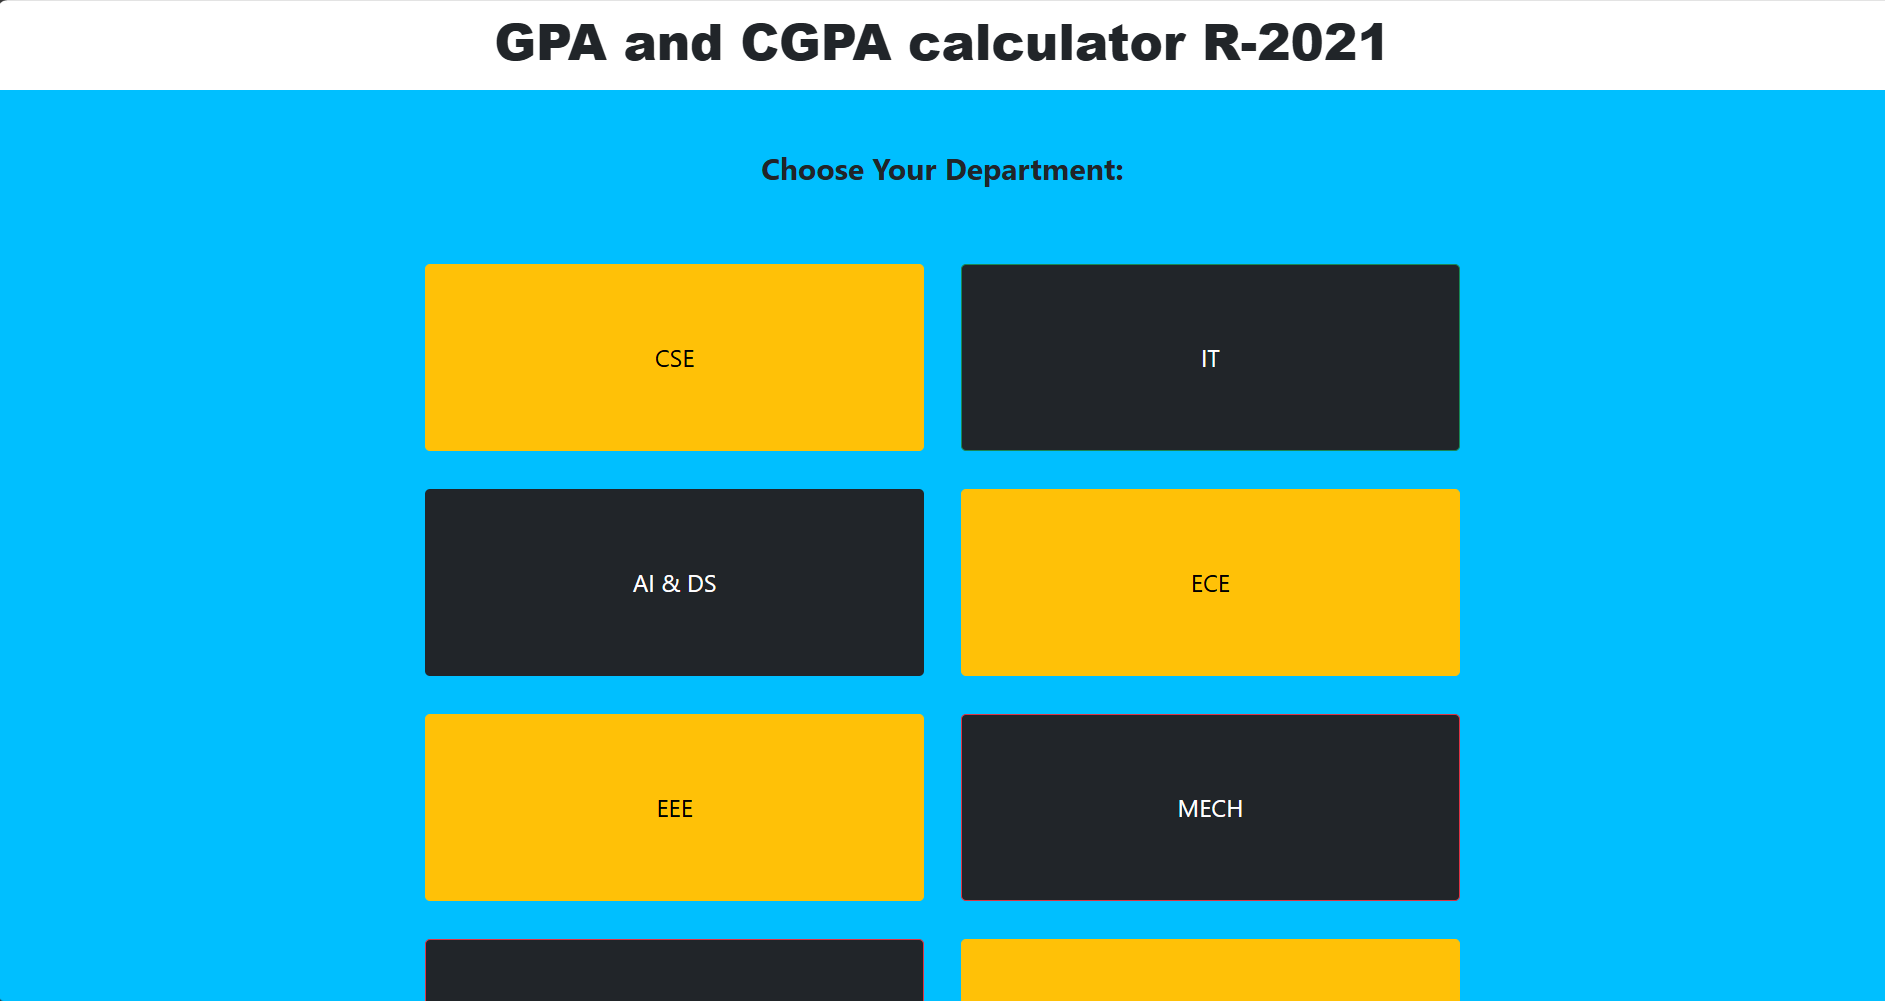 GPA and CGPA calculator R-2021
Choose Your Department:
CSE
IT
AI & DS
ECE
EEE
MECH